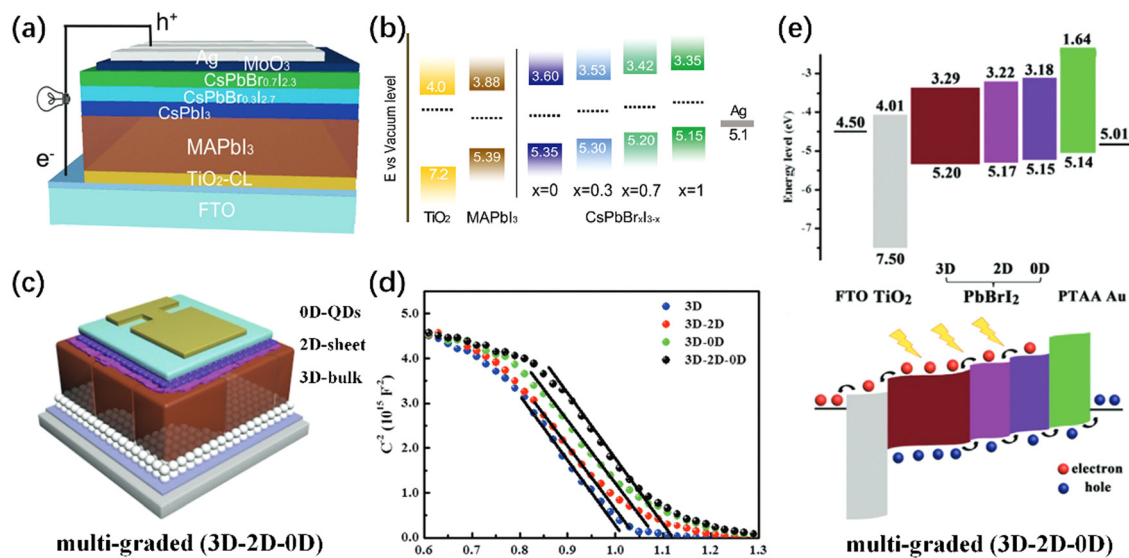 (a)
h+
Ag
MoO₃
CsPbBr₀.₇I₂.₃
CsPbBr₀.₃I₂.₇
CsPbI₃
MAPbI₃
TiO₂-CL
FTO
e-
(b)
E vs Vacuum level
4.0
3.88
3.60
3.53
3.42
3.35
Ag
5.1
7.2
5.39
5.35
5.30
5.20
5.15
x=0
x=0.3
x=0.7
x=1
TiO₂
MAPbI₃
CsPbBrₓI₃₋ₓ
(c)
0D-QDs
2D-sheet
3D-bulk
multi-graded (3D-2D-0D)
(d)
C⁻² (10¹⁵ F⁻²)
5.0
4.0
3.0
2.0
1.0
0.0
0.6
0.7
0.8
0.9
1.0
1.1
1.2
1.3
3D
3D-2D
3D-0D
3D-2D-0D
(e)
Energy level (eV)
-3
-4
-5
-6
-7
4.50
4.01
7.50
3.29
5.20
3.22
5.17
3.18
5.15
1.64
5.14
5.01
3D
2D
0D
FTO TiO₂
PbBrI₂
PTAA Au
electron
hole
multi-graded (3D-2D-0D)